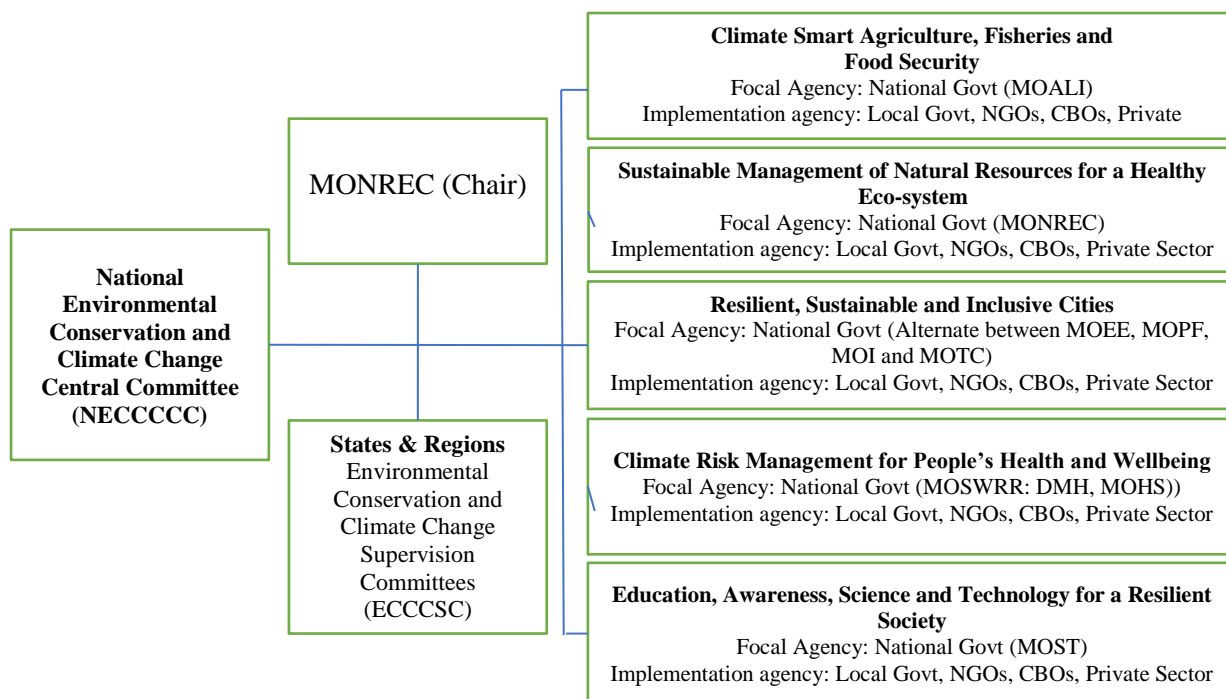 National
Environmental
Conservation and
Climate Change
Central Committee
(NECCCCC)
MONREC (Chair)
States & Regions
Environmental
Conservation and
Climate Change
Supervision
Committees
(ECCCSC)
Climate Smart Agriculture, Fisheries and
Food Security
Focal Agency: National Govt (MOALI)
Implementation agency: Local Govt, NGOs, CBOs, Private
Sustainable Management of Natural Resources for a Healthy
Eco-system
Focal Agency: National Govt (MONREC)
Implementation agency: Local Govt, NGOs, CBOs, Private Sector
Resilient, Sustainable and Inclusive Cities
Focal Agency: National Govt (Alternate between MOEE, MOPF,
MOI and MOTC)
Implementation agency: Local Govt, NGOs, CBOs, Private Sector
Climate Risk Management for People’s Health and Wellbeing
Focal Agency: National Govt (MOSWRR: DMH, MOHS))
Implementation agency: Local Govt, NGOs, CBOs, Private Sector
Education, Awareness, Science and Technology for a Resilient
Society
Focal Agency: National Govt (MOST)
Implementation agency: Local Govt, NGOs, CBOs, Private Sector